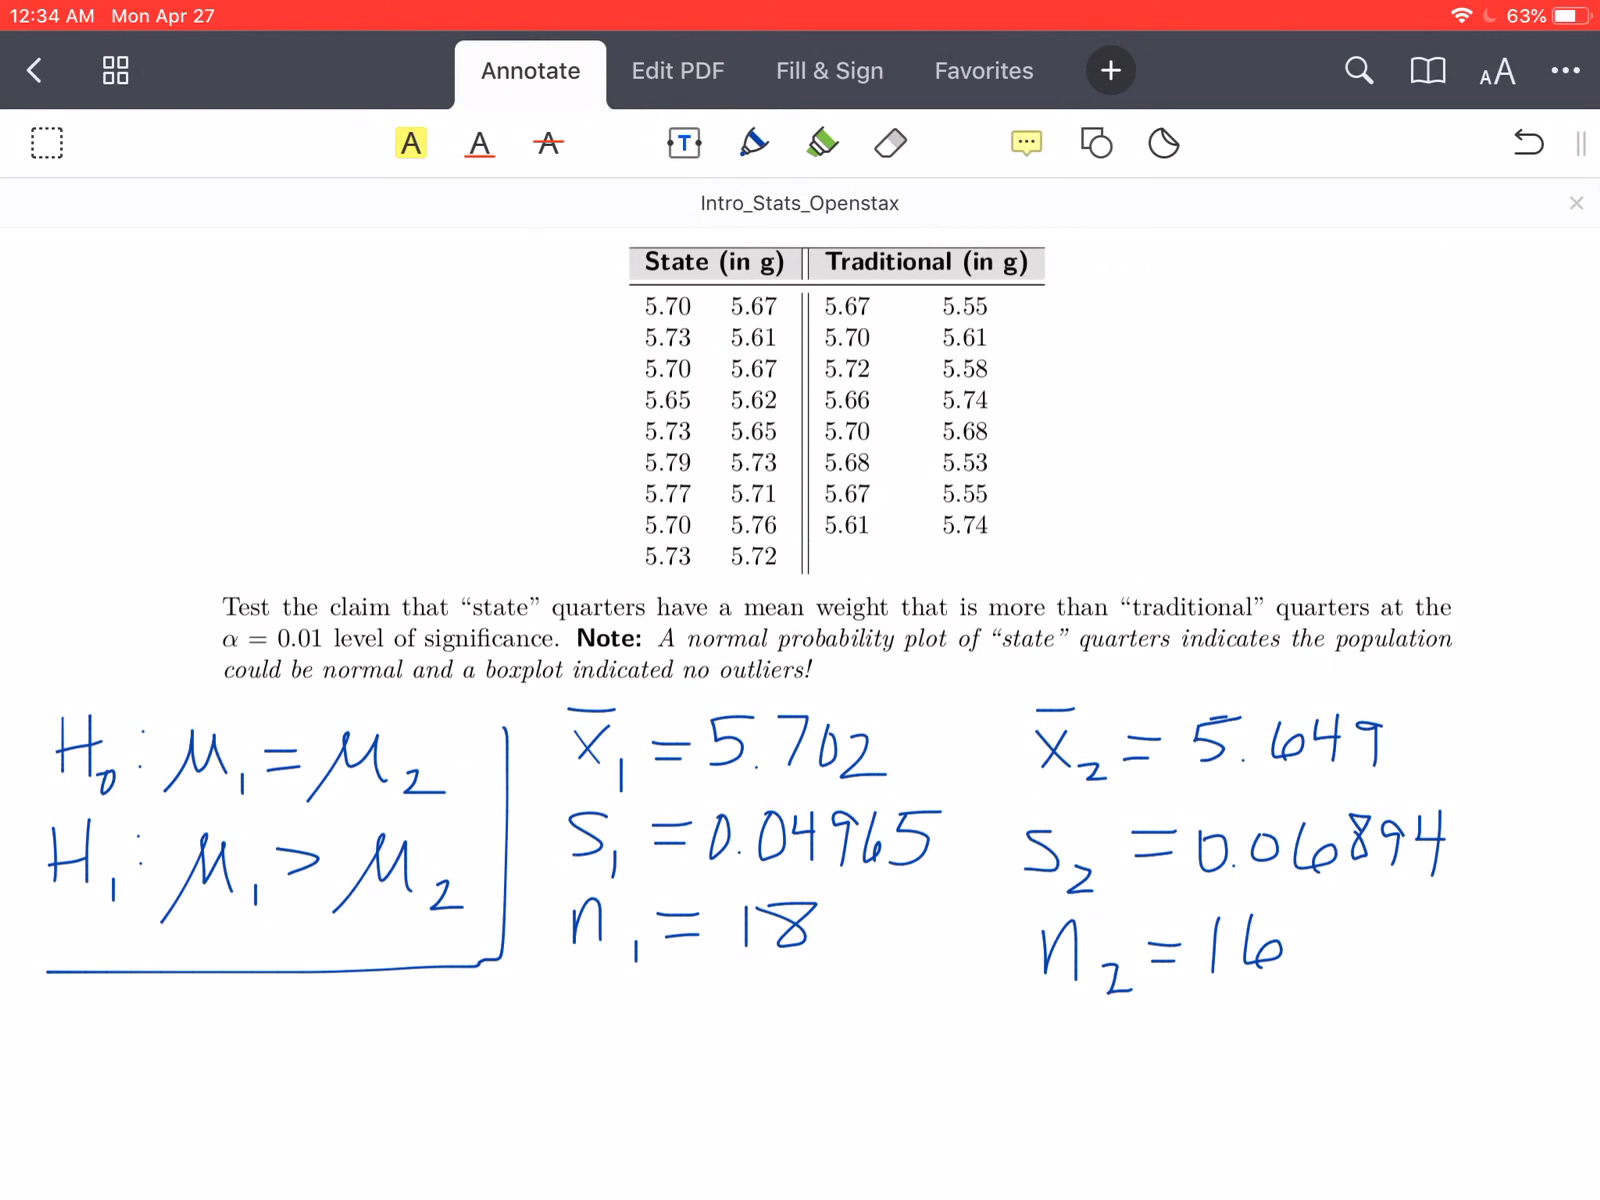 12:34 AM Mon Apr 27 63%
Annotate Edit PDF Fill & Sign Favorites + AA
A A A T
Intro_Stats_Openstax
State (in g) Traditional (in g)
5.70 5.67 5.67 5.55
5.73 5.61 5.70 5.61
5.70 5.67 5.72 5.58
5.65 5.62 5.66 5.74
5.73 5.65 5.70 5.68
5.79 5.73 5.68 5.53
5.77 5.71 5.67 5.55
5.70 5.76 5.61 5.74
5.73 5.72
Test the claim that “state” quarters have a mean weight that is more than “traditional” quarters at the
α = 0.01 level of significance. Note: A normal probability plot of “state” quarters indicates the population
could be normal and a boxplot indicated no outliers!
H₀: μ₁ = μ₂ x̄₁ = 5.702 x̄₂ = 5.649
H₁: μ₁ > μ₂ s₁ = 0.04965 s₂ = 0.06894
n₁ = 18 n₂ = 16